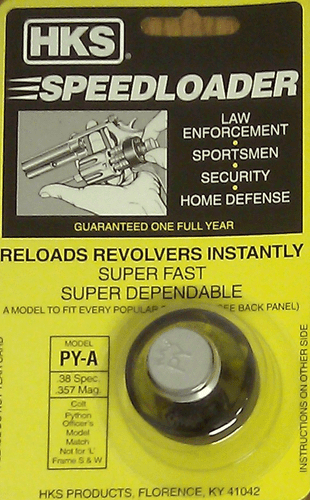 HKS®
SPEEDLOADER
LAW
ENFORCEMENT
SPORTSMEN
SECURITY
HOME DEFENSE
GUARANTEED ONE FULL YEAR
RELOADS REVOLVERS INSTANTLY
SUPER FAST
SUPER DEPENDABLE
A MODEL TO FIT EVERY POPULAR SEE BACK PANEL)
MODEL
PY-A
.38 Spec.
.357 Mag.
Colt
Python
Officer's
Model
Match
Not for 'L'
Frame S & W
PY
INSTRUCTIONS ON OTHER SIDE
HKS PRODUCTS, FLORENCE, KY 41042